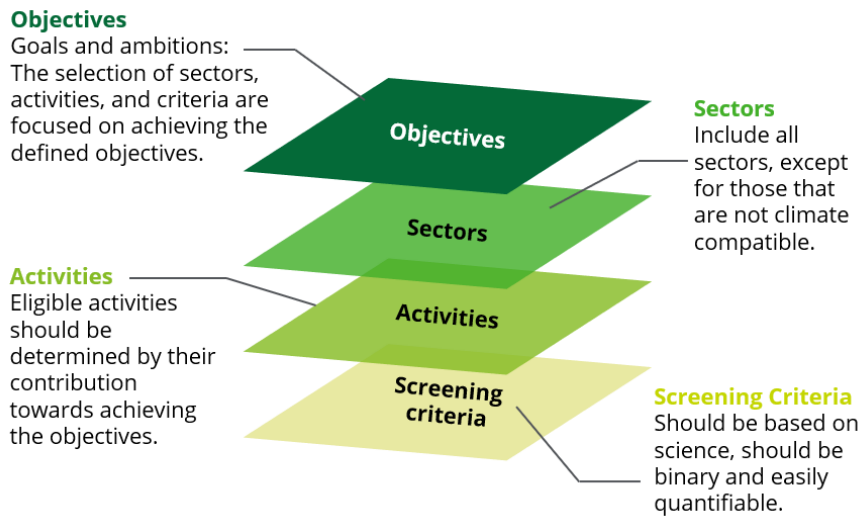 Objectives
Goals and ambitions:
The selection of sectors,
activities, and criteria are
focused on achieving the
defined objectives.
Objectives
Sectors
Include all
sectors, except
for those that
are not climate
compatible.
Sectors
Activities
Eligible activities
should be
determined by their
contribution
towards achieving
the objectives.
Activities
Screening
criteria
Screening Criteria
Should be based on
science, should be
binary and easily
quantifiable.